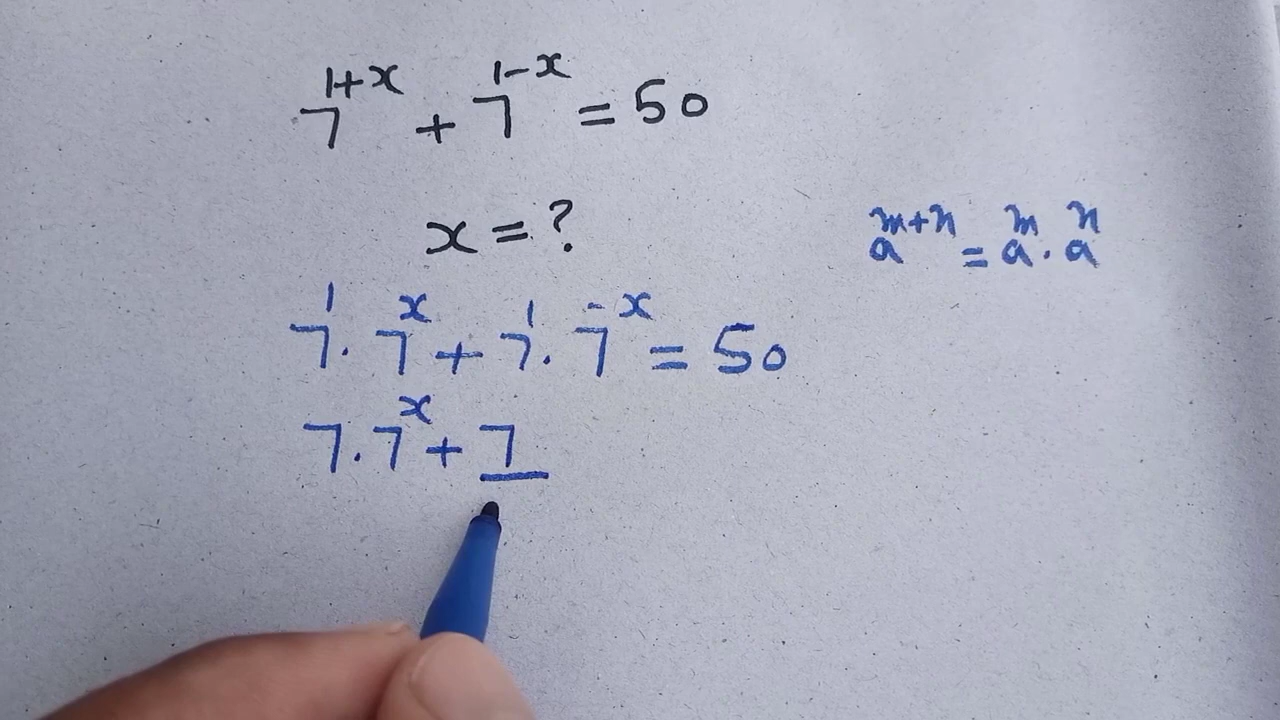 7^{1+x} + 7^{1-x} = 50
x = ?
a^{m+n} = a^m . a^n
7^1 . 7^x + 7^1 . 7^{-x} = 50
7 . 7^x + 7